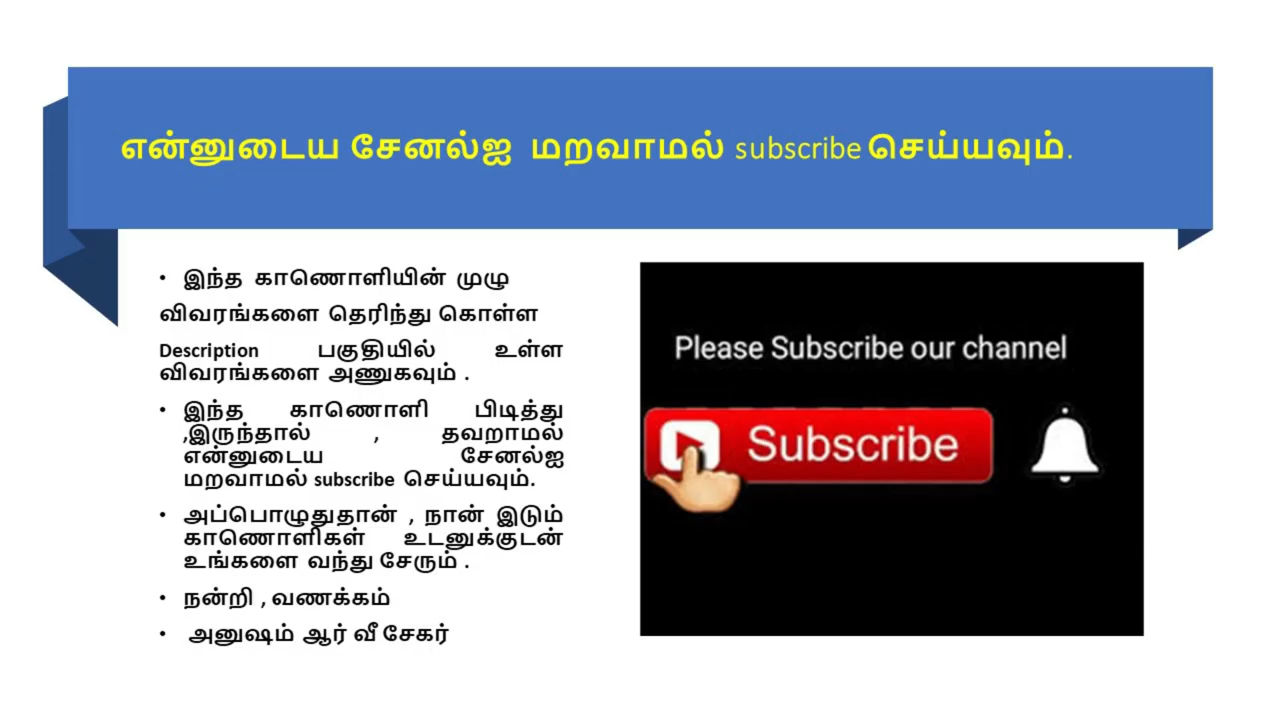 என்னுடைய சேனல்ஐ மறவாமல் subscribe செய்யவும்.
• இந்த காணொளியின் முழு
விவரங்களை தெரிந்து கொள்ள
Description பகுதியில் உள்ள
விவரங்களை அணுகவும் .
• இந்த காணொளி பிடித்து
,இருந்தால் , தவறாமல்
என்னுடைய சேனல்ஐ
மறவாமல் subscribe செய்யவும்.
• அப்பொழுதுதான் , நான் இடும்
காணொளிகள் உடனுக்குடன்
உங்களை வந்து சேரும் .
• நன்றி , வணக்கம்
• அனுஷம் ஆர் வீ சேகர்
Please Subscribe our channel
Subscribe